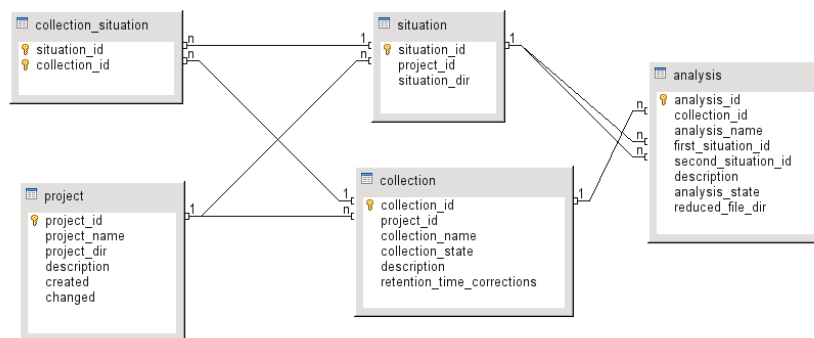 collection_situation
situation_id
collection_id
n
n
1
n
situation
situation_id
project_id
situation_dir
1
analysis
analysis_id
collection_id
analysis_name
first_situation_id
second_situation_id
description
analysis_state
reduced_file_dir
n
n
n
project
project_id
project_name
project_dir
description
created
changed
1
1
n
collection
collection_id
project_id
collection_name
collection_state
description
retention_time_corrections
1